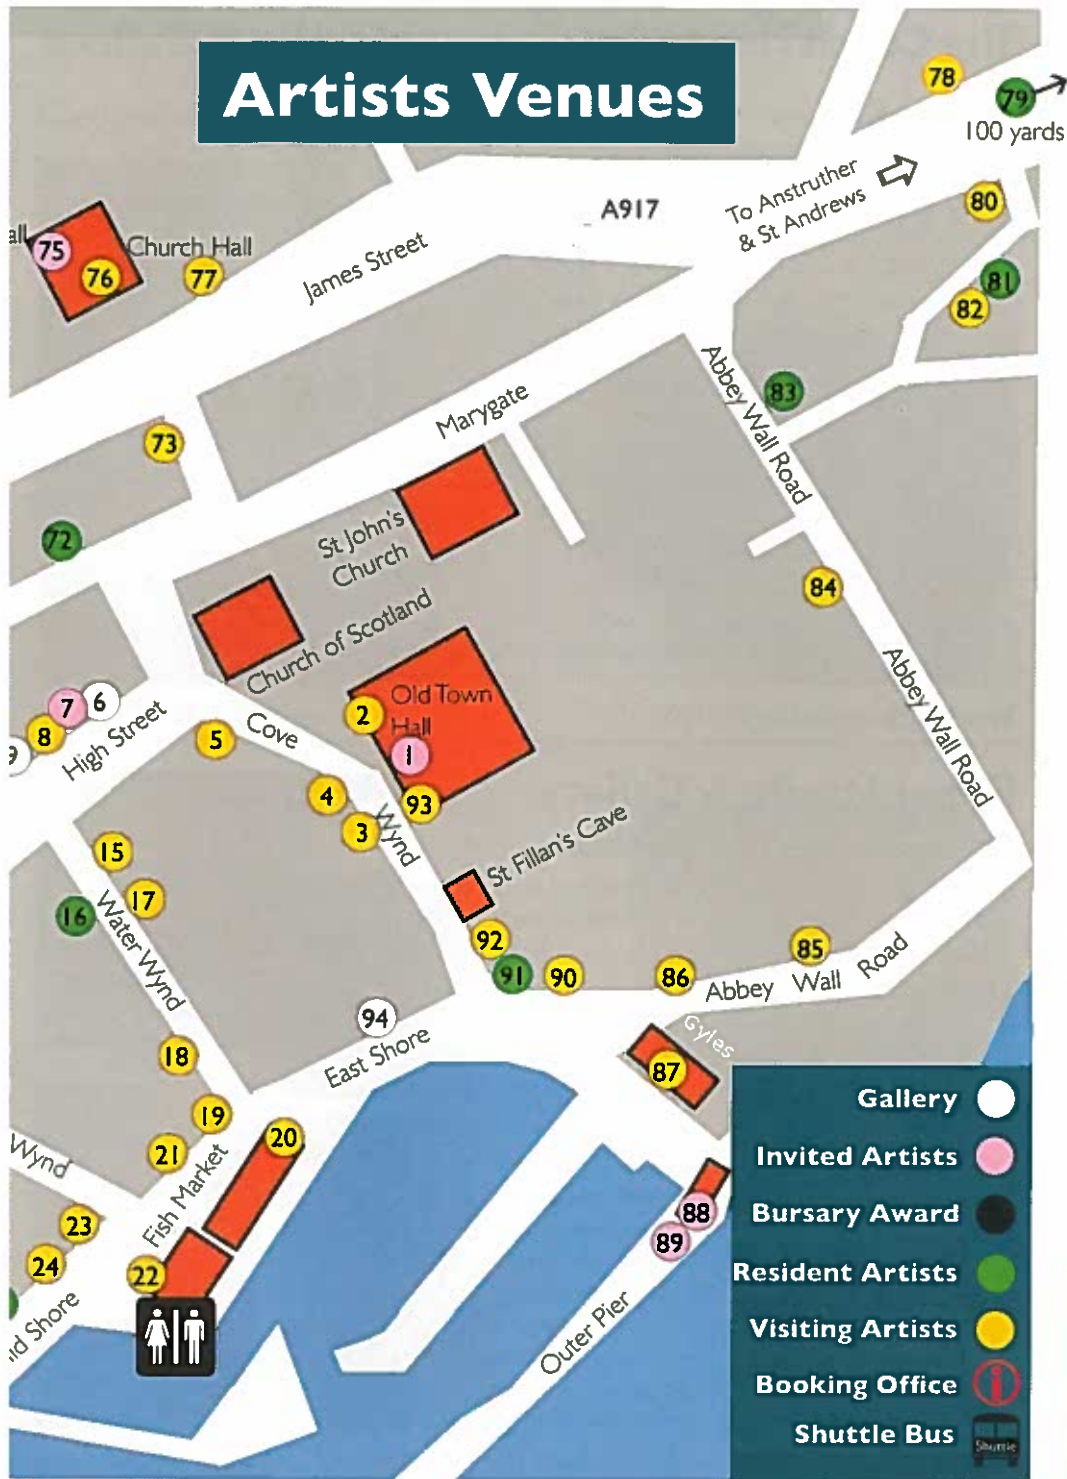 Artists Venues
78
79
100 yards
To Anstruther
& St Andrews
80
A917
all
75
Church Hall
76
77
James Street
81
82
83
Abbey Wall Road
Marygate
73
72
St John's
Church
84
Church of Scotland
Abbey Wall Road
Old Town
Hall
2
1
93
7
6
8
9
High Street
5
Cove
4
3
Wynd
St Fillan's Cave
15
17
16
Water Wynd
92
91
90
86
85
Abbey Wall Road
94
East Shore
Gyles
87
18
19
20
21
Wynd
Fish Market
23
24
22
id Shore
88
89
Outer Pier
Gallery
Invited Artists
Bursary Award
Resident Artists
Visiting Artists
Booking Office
Shuttle Bus
Shuttle